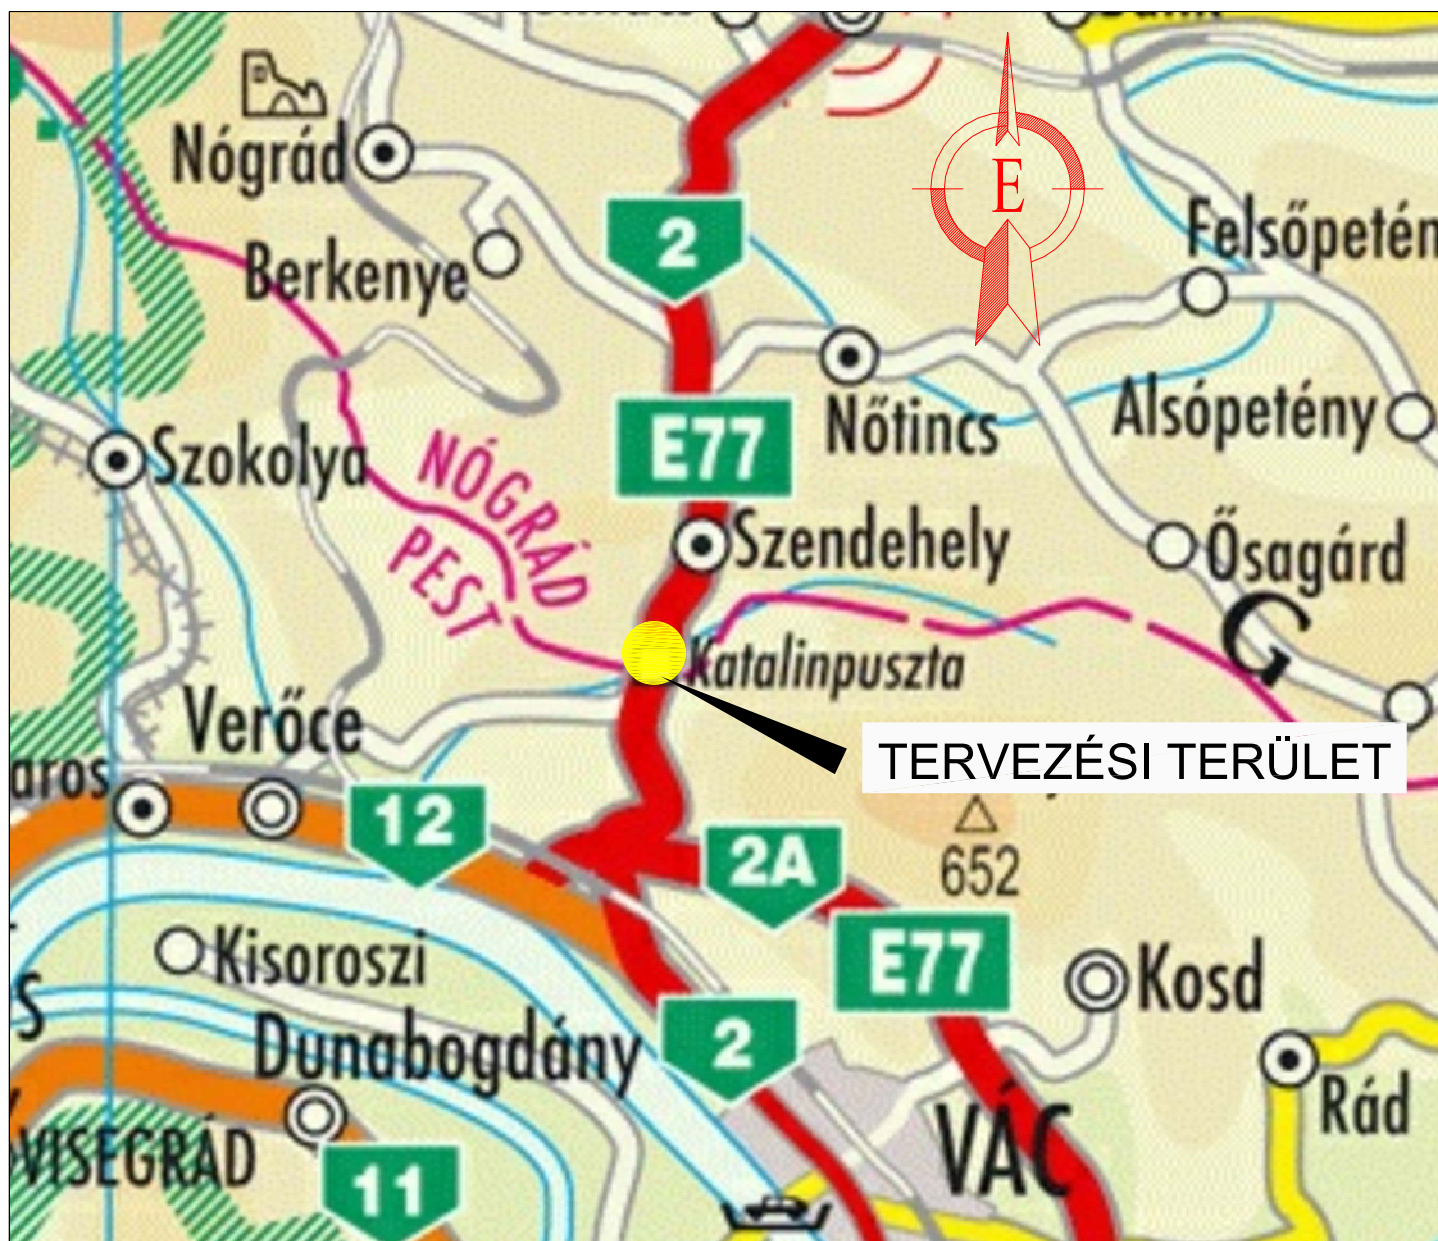 Nógrád
E
2
Felsőpetén
Berkenye
Nőtincs
Alsópetény
E77
Szokolya
NÓGRÁD
PEST
Szendehely
Ősagárd
G
Katalinpuszta
Verőce
TERVEZÉSI TERÜLET
aros
12
2A
652
Kisoroszi
E77
Kosd
S
Dunabogdány
2
Rád
VÁC
VISEGRÁD
11